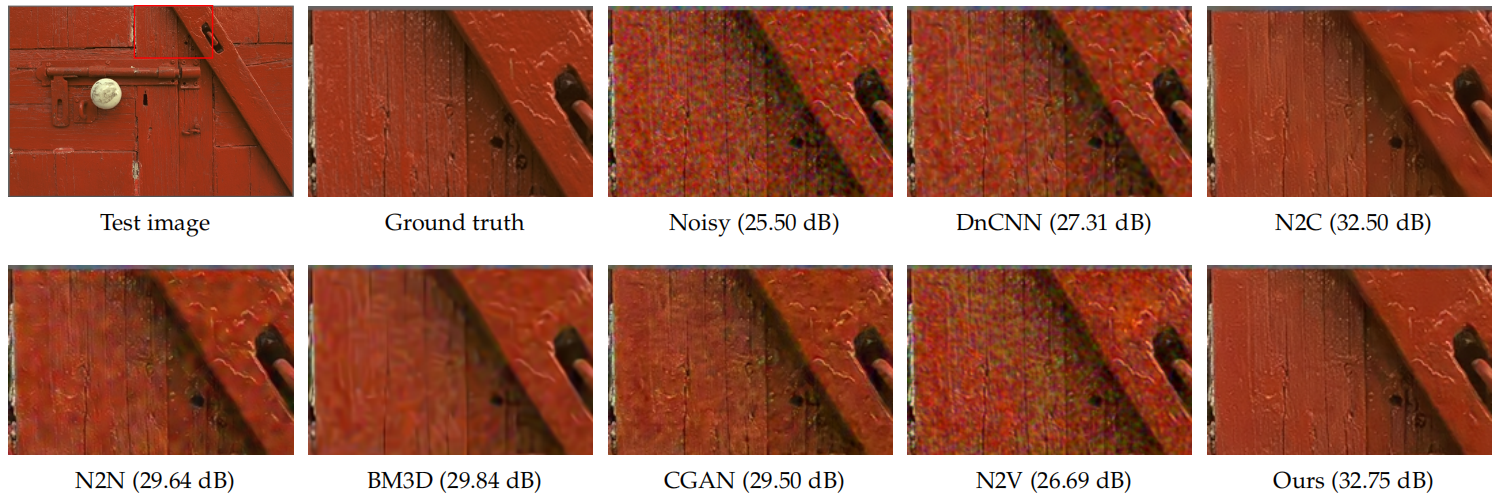 Test image
Ground truth
Noisy (25.50 dB)
DnCNN (27.31 dB)
N2C (32.50 dB)
N2N (29.64 dB)
BM3D (29.84 dB)
CGAN (29.50 dB)
N2V (26.69 dB)
Ours (32.75 dB)